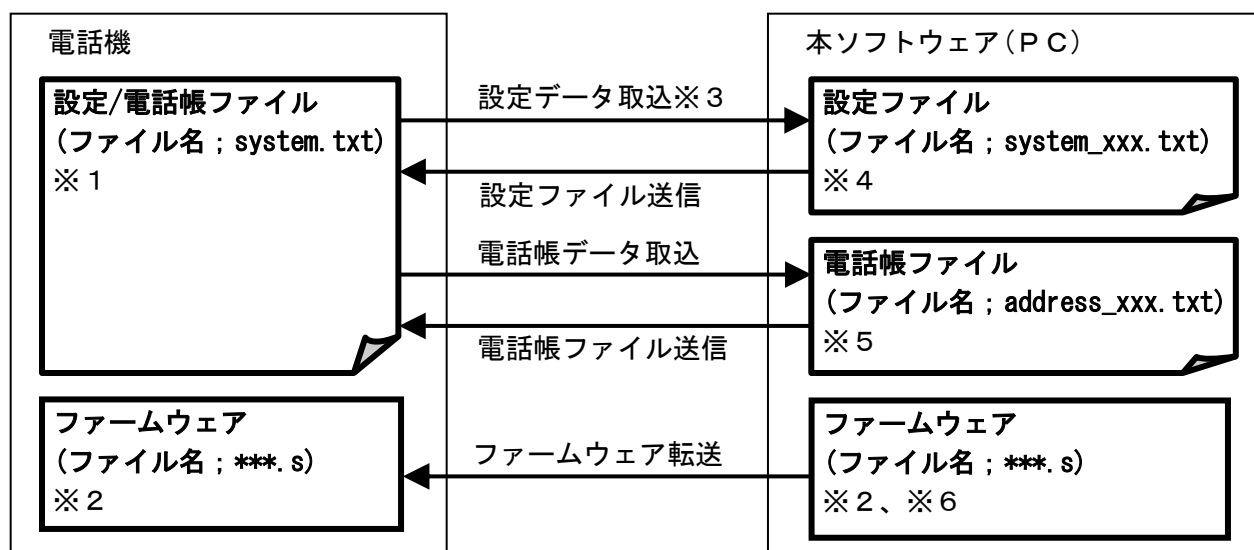 電話機
設定/電話帳ファイル
(ファイル名；system.txt)
※１
ファームウェア
(ファイル名；***.s)
※２
設定データ取込※３
設定ファイル送信
電話帳データ取込
電話帳ファイル送信
ファームウェア転送
本ソフトウェア(ＰＣ)
設定ファイル
(ファイル名；system_xxx.txt)
※４
電話帳ファイル
(ファイル名；address_xxx.txt)
※５
ファームウェア
(ファイル名；***.s)
※２、※６